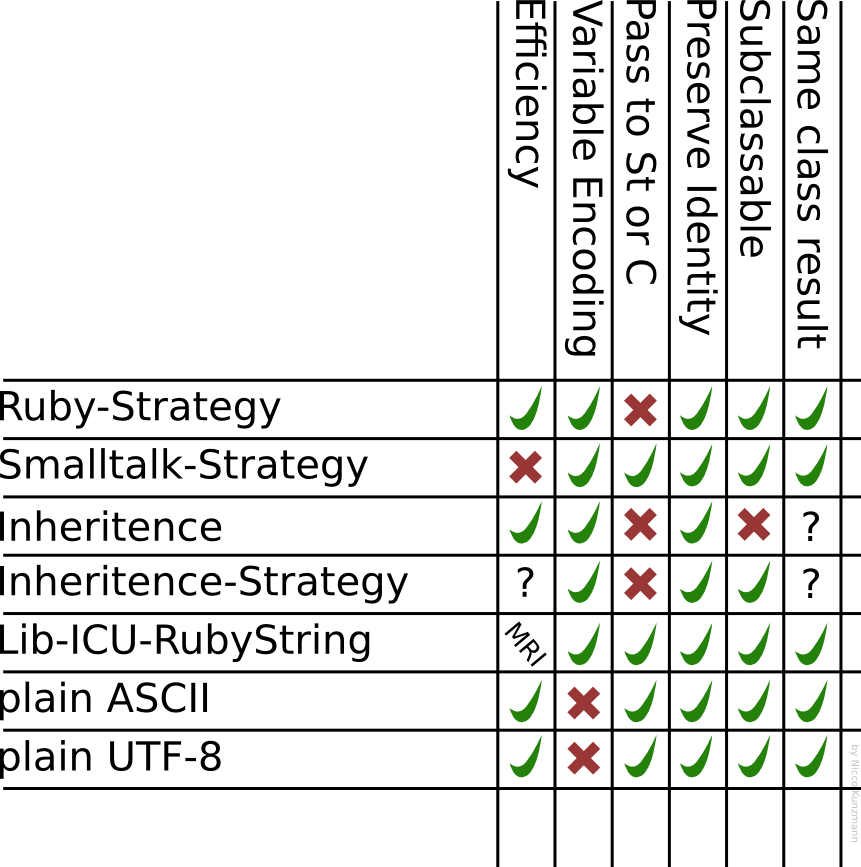 Efficiency
Variable Encoding
Pass to St or C
Preserve Identity
Subclassable
Same class result
Ruby-Strategy
Smalltalk-Strategy
Inheritence
?
Inheritence-Strategy
?
?
Lib-ICU-RubyString
MRI
plain ASCII
plain UTF-8
by Nicco Kunzmann